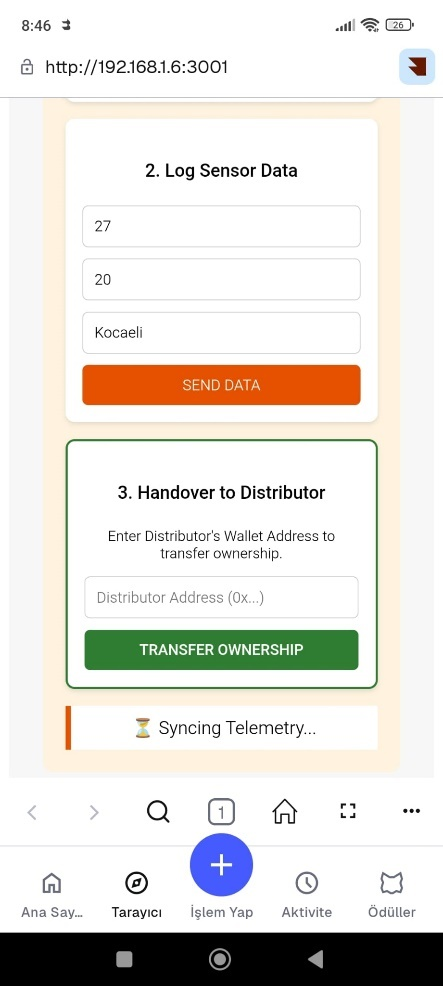 8:46
26
http://192.168.1.6:3001
2. Log Sensor Data
27
20
Kocaeli
SEND DATA
3. Handover to Distributor
Enter Distributor's Wallet Address to
transfer ownership.
Distributor Address (0x...)
TRANSFER OWNERSHIP
⏳ Syncing Telemetry...
1
Ana Say...
Tarayıcı
İşlem Yap
Aktivite
Ödüller